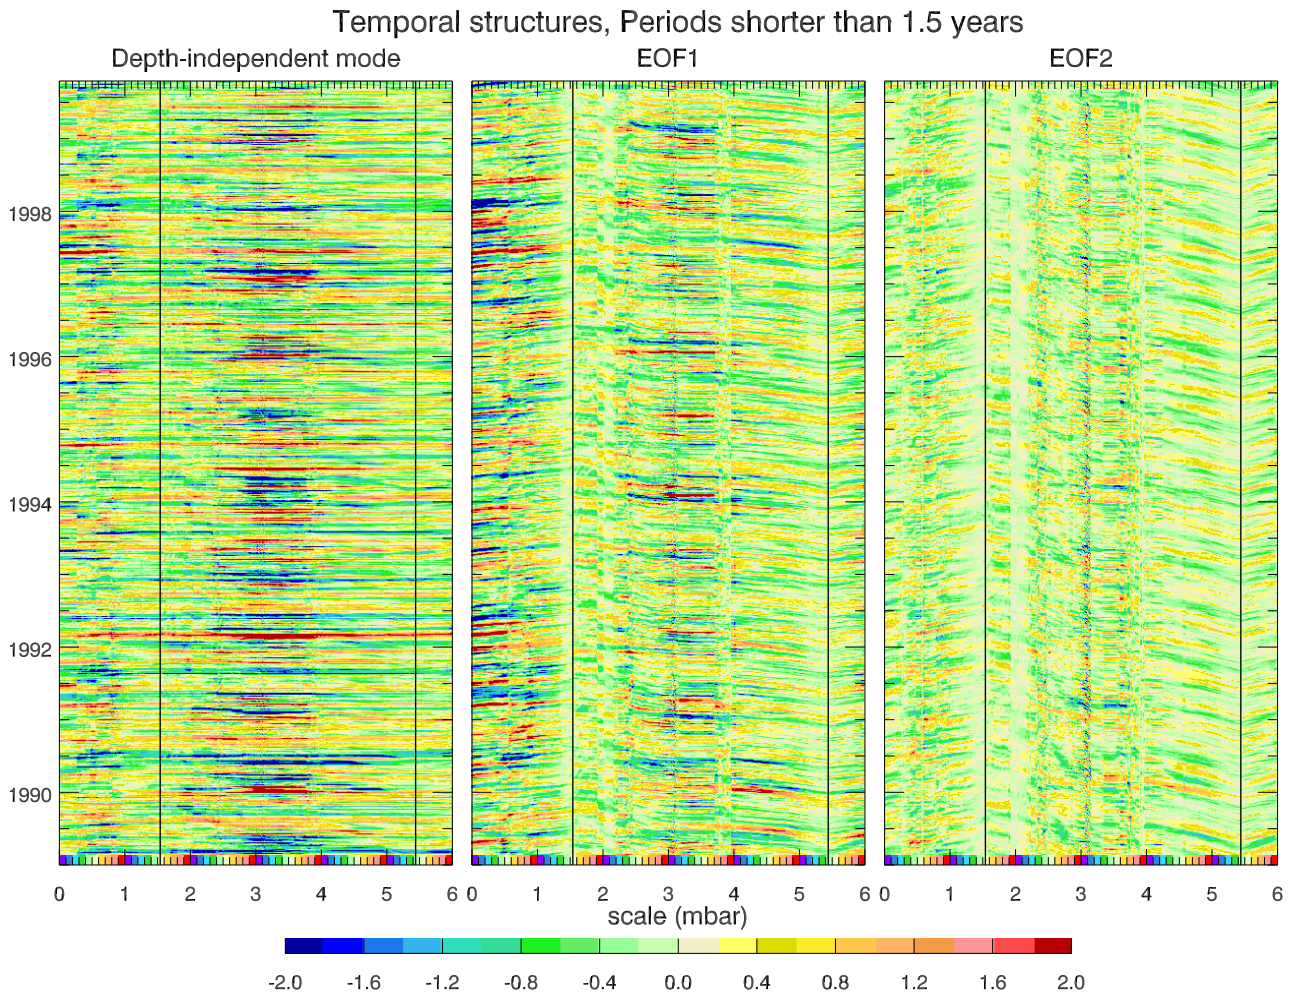 Temporal structures, Periods shorter than 1.5 years
Depth-independent mode EOF1 EOF2
1998
1996
1994
1992
1990
0 1 2 3 4 5 6 0 1 2 3 4 5 6 0 1 2 3 4 5 6
scale (mbar)
-2.0 -1.6 -1.2 -0.8 -0.4 0.0 0.4 0.8 1.2 1.6 2.0